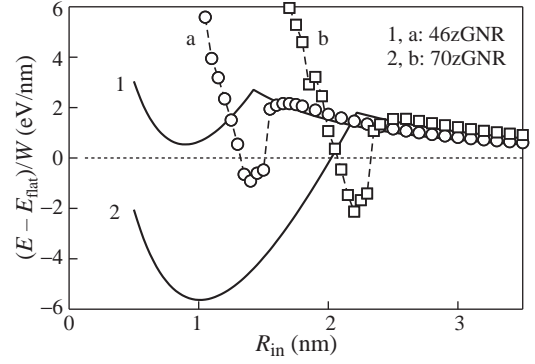 6
4
2
0
−2
−4
−6
(E − E_flat)/W (eV/nm)
a
b
1
2
1, a: 46zGNR
2, b: 70zGNR
0
1
2
3
R_in (nm)